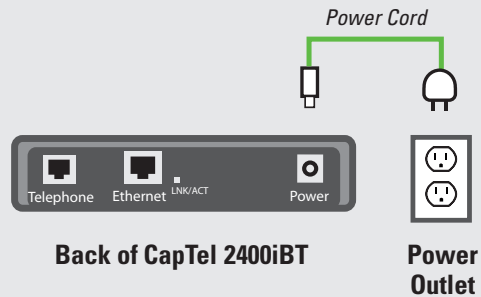 Power Cord
Telephone Ethernet LNK/ACT Power
Back of CapTel 2400iBT
Power
Outlet